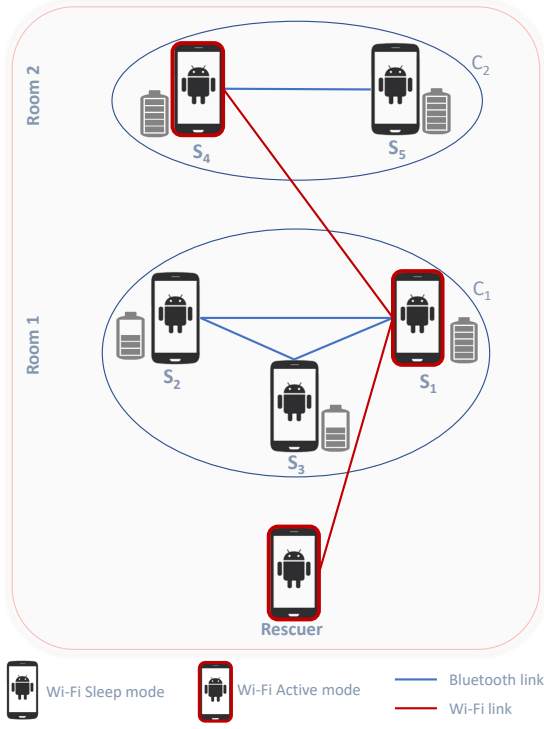 Room 2
C2
S4
S5
Room 1
C1
S2
S1
S3
Rescuer
Wi-Fi Sleep mode
Wi-Fi Active mode
Bluetooth link
Wi-Fi link